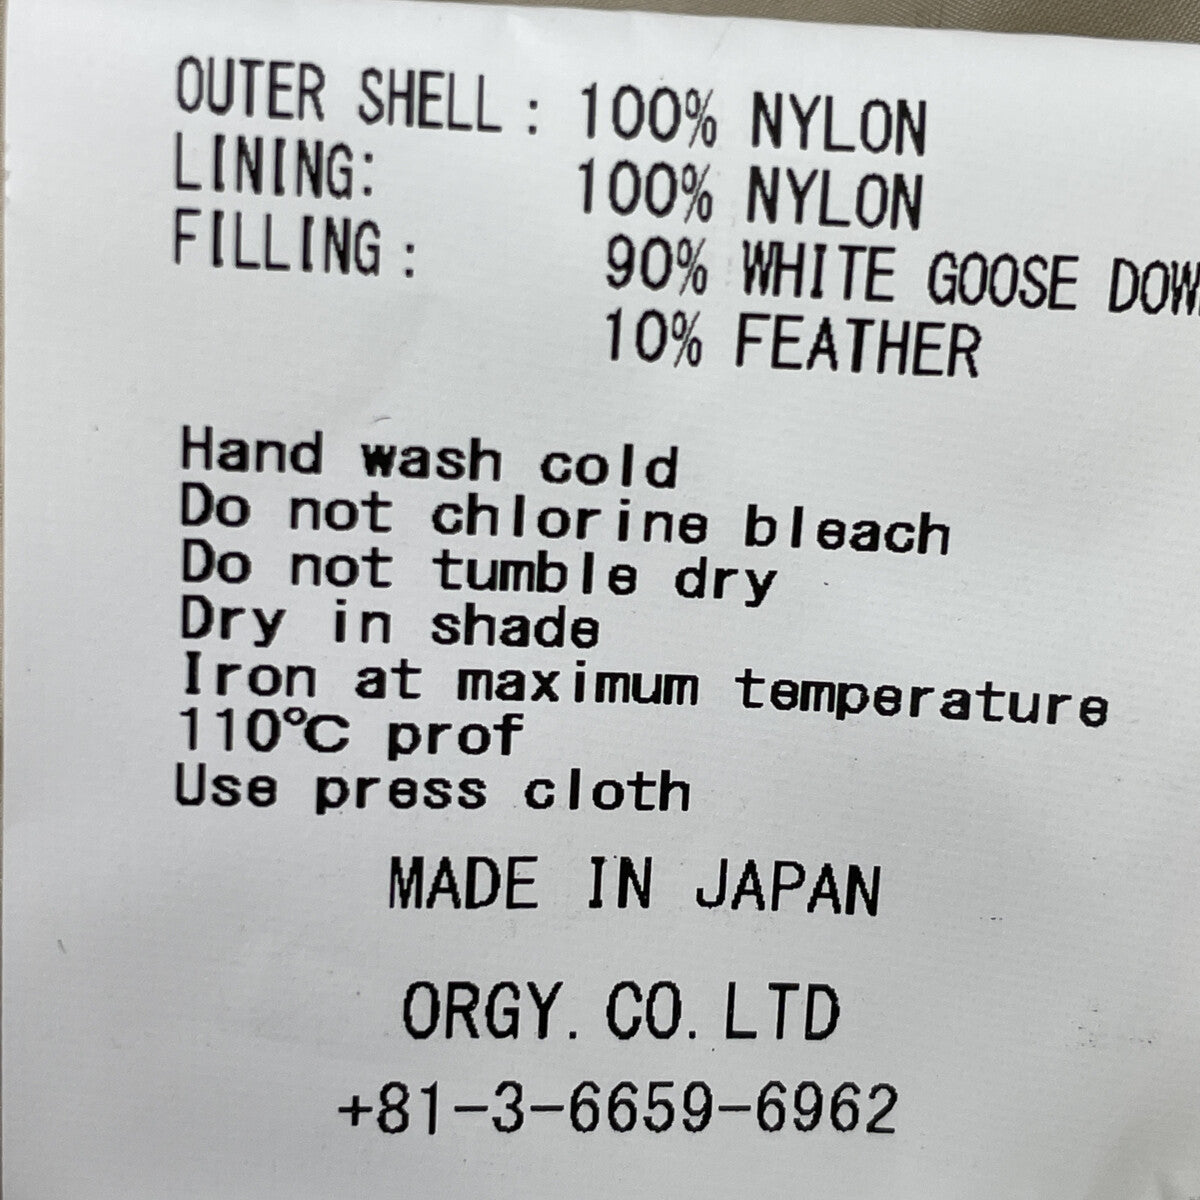 OUTER SHELL : 100% NYLON
LINING: 100% NYLON
FILLING : 90% WHITE GOOSE DOWN
10% FEATHER
Hand wash cold
Do not chlorine bleach
Do not tumble dry
Dry in shade
Iron at maximum temperature
110℃ prof
Use press cloth
MADE IN JAPAN
ORGY. CO. LTD
+81-3-6659-6962